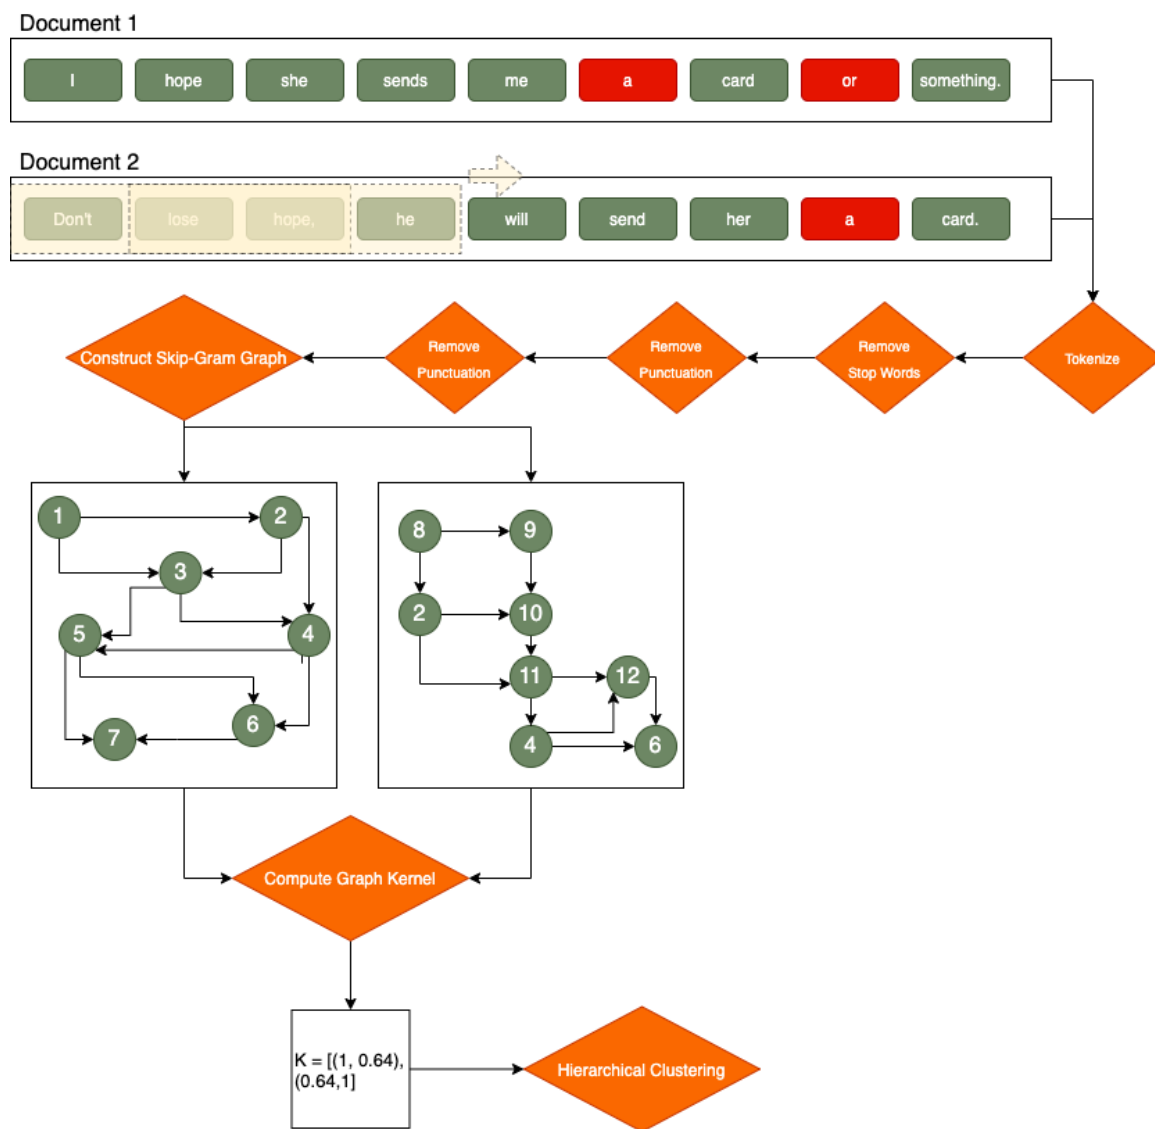 Document 1
I hope she sends me a card or something.
Document 2
Don't lose hope, he will send her a card.
Construct Skip-Gram Graph
Remove
Punctuation
Remove
Punctuation
Remove
Stop Words
Tokenize
1
2
3
5
4
6
7
8
9
2
10
11
12
4
6
Compute Graph Kernel
K = [(1, 0.64),
(0.64,1]
Hierarchical Clustering